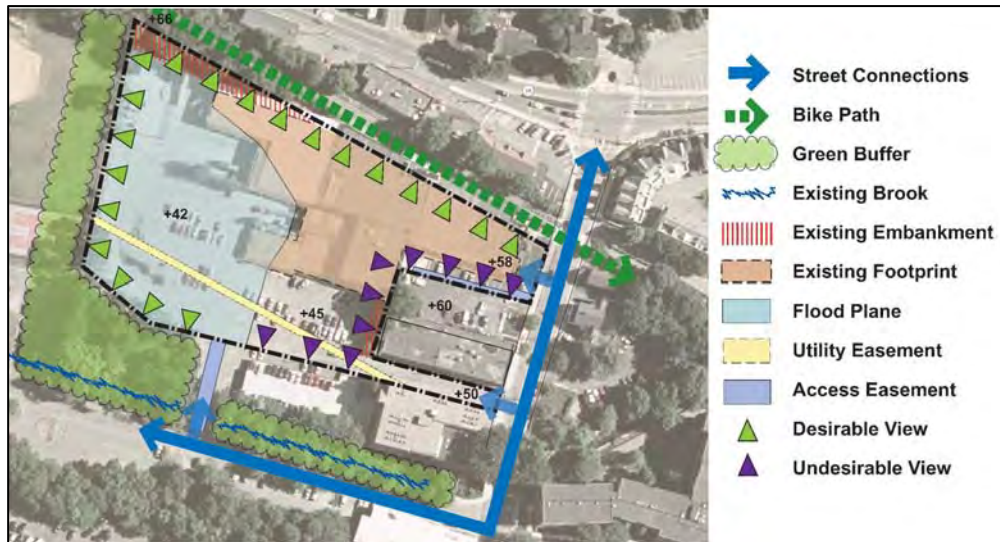 +66
+42
+58
+60
+45
+50
Street Connections
Bike Path
Green Buffer
Existing Brook
Existing Embankment
Existing Footprint
Flood Plane
Utility Easement
Access Easement
Desirable View
Undesirable View